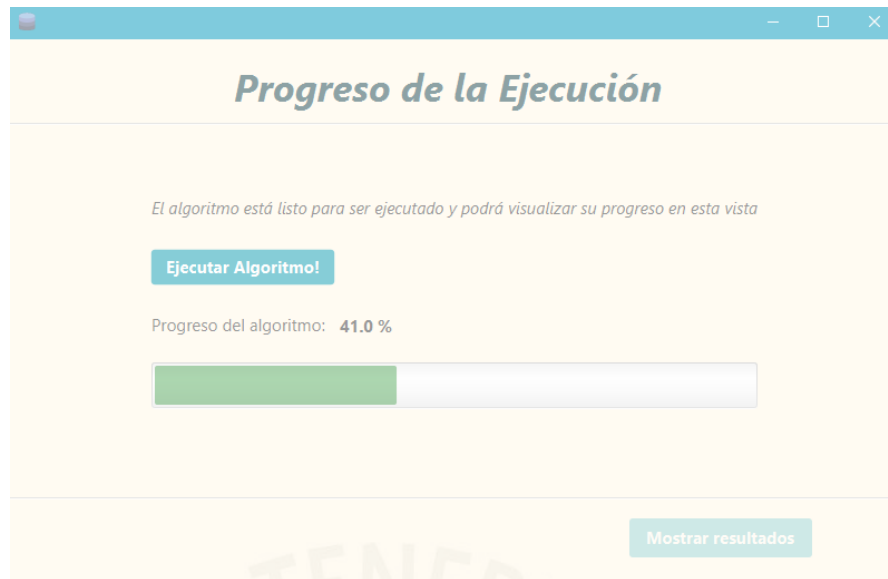 Progreso de la Ejecución
El algoritmo está listo para ser ejecutado y podrá visualizar su progreso en esta vista
Ejecutar Algoritmo!
Progreso del algoritmo: 41.0 %
Mostrar resultados